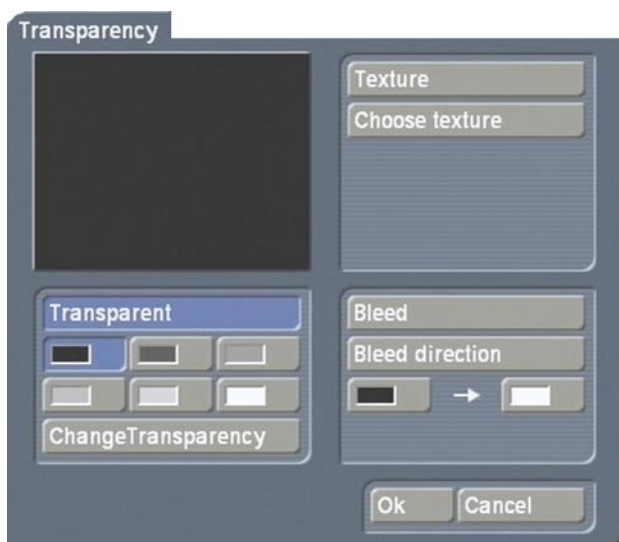 Transparency
Texture
Choose texture
Transparent
ChangeTransparency
Bleed
Bleed direction
Ok
Cancel